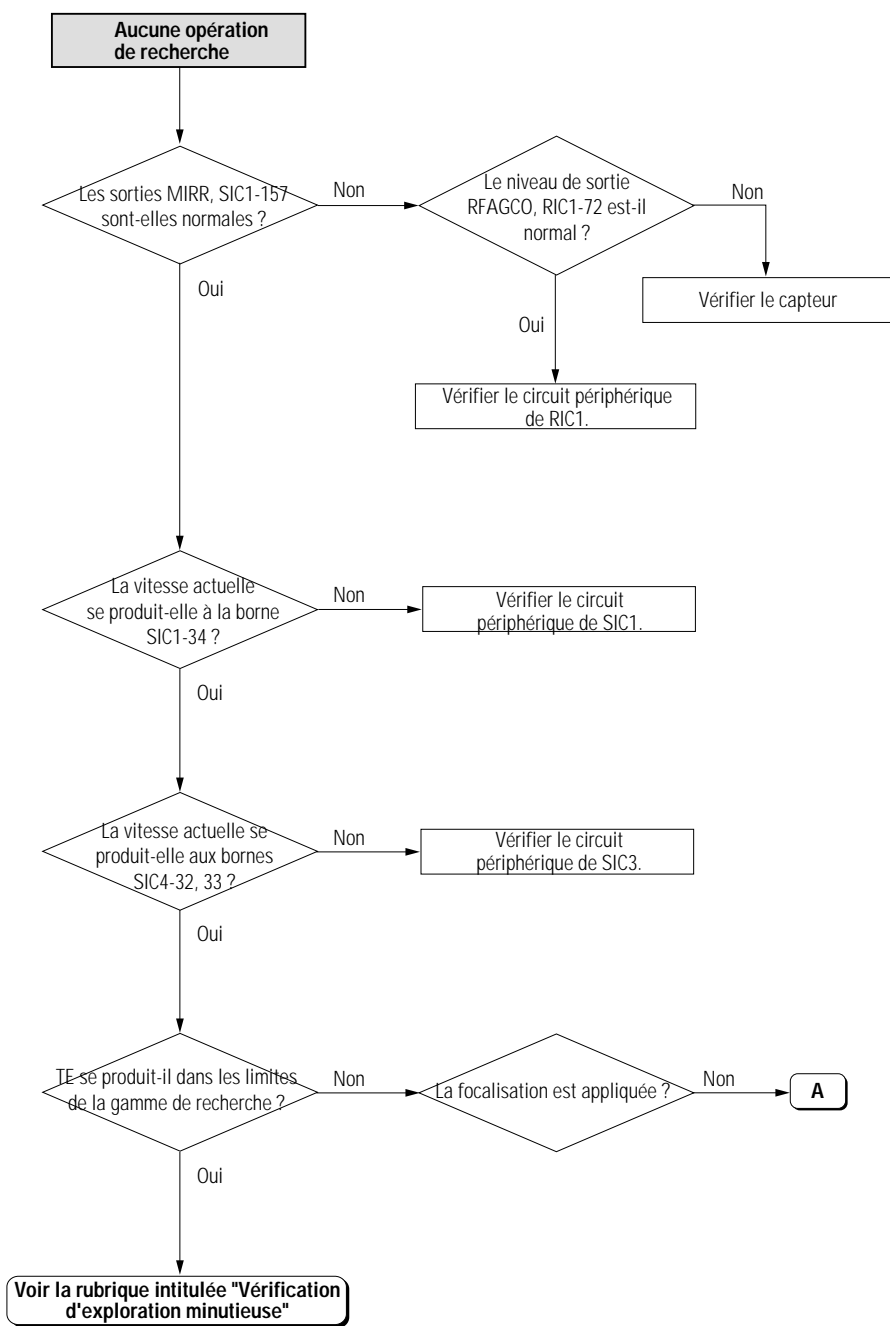 Aucune opération
de recherche
Les sorties MIRR, SIC1-157
sont-elles normales ?
Non
Le niveau de sortie
RFAGCO, RIC1-72 est-il
normal ?
Non
Vérifier le capteur
Oui
Oui
Vérifier le circuit périphérique
de RIC1.
La vitesse actuelle
se produit-elle à la borne
SIC1-34 ?
Non
Vérifier le circuit
périphérique de SIC1.
Oui
La vitesse actuelle se
produit-elle aux bornes
SIC4-32, 33 ?
Non
Vérifier le circuit
périphérique de SIC3.
Oui
TE se produit-il dans les limites
de la gamme de recherche ?
Non
La focalisation est appliquée ?
Non
A
Oui
Voir la rubrique intitulée "Vérification
d'exploration minutieuse"